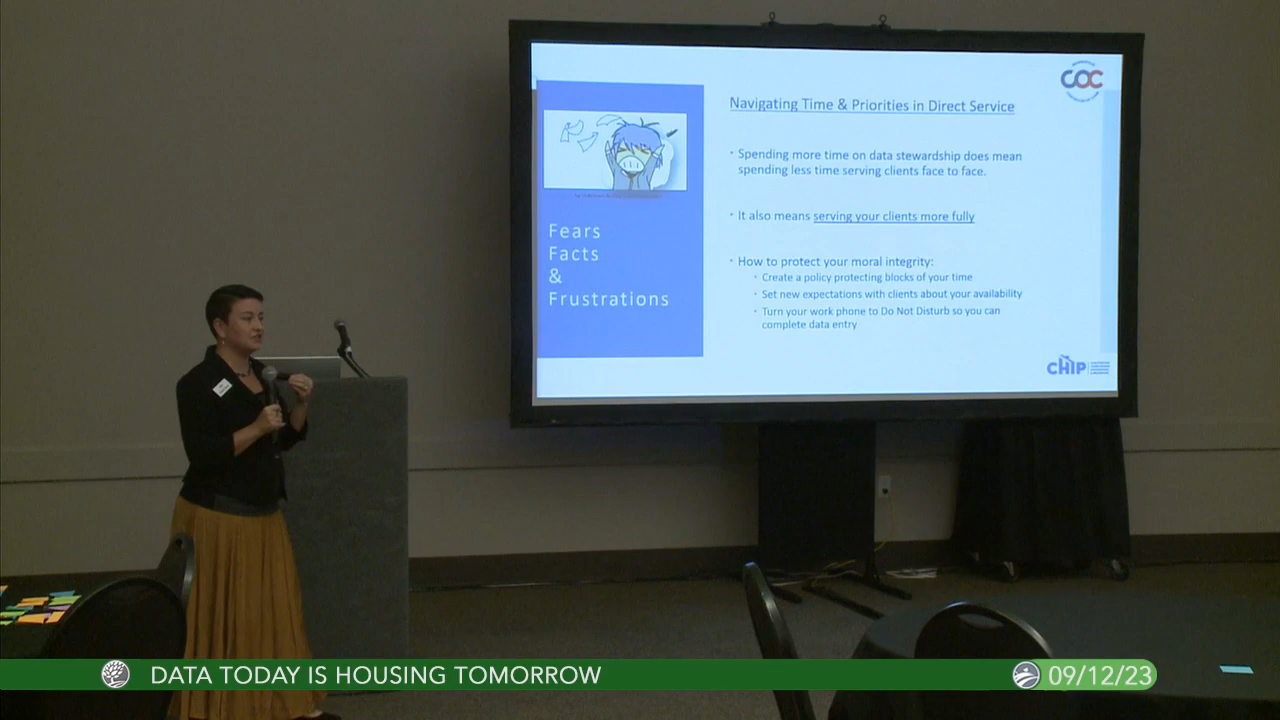 COC
Navigating Time & Priorities in Direct Service
· Spending more time on data stewardship does mean
spending less time serving clients face to face.
· It also means serving your clients more fully
· How to protect your moral integrity:
· Create a policy protecting blocks of your time
· Set new expectations with clients about your availability
· Turn your work phone to Do Not Disturb so you can
complete data entry
Fears
Facts
&
Frustrations
CHIP
DATA TODAY IS HOUSING TOMORROW
09/12/23